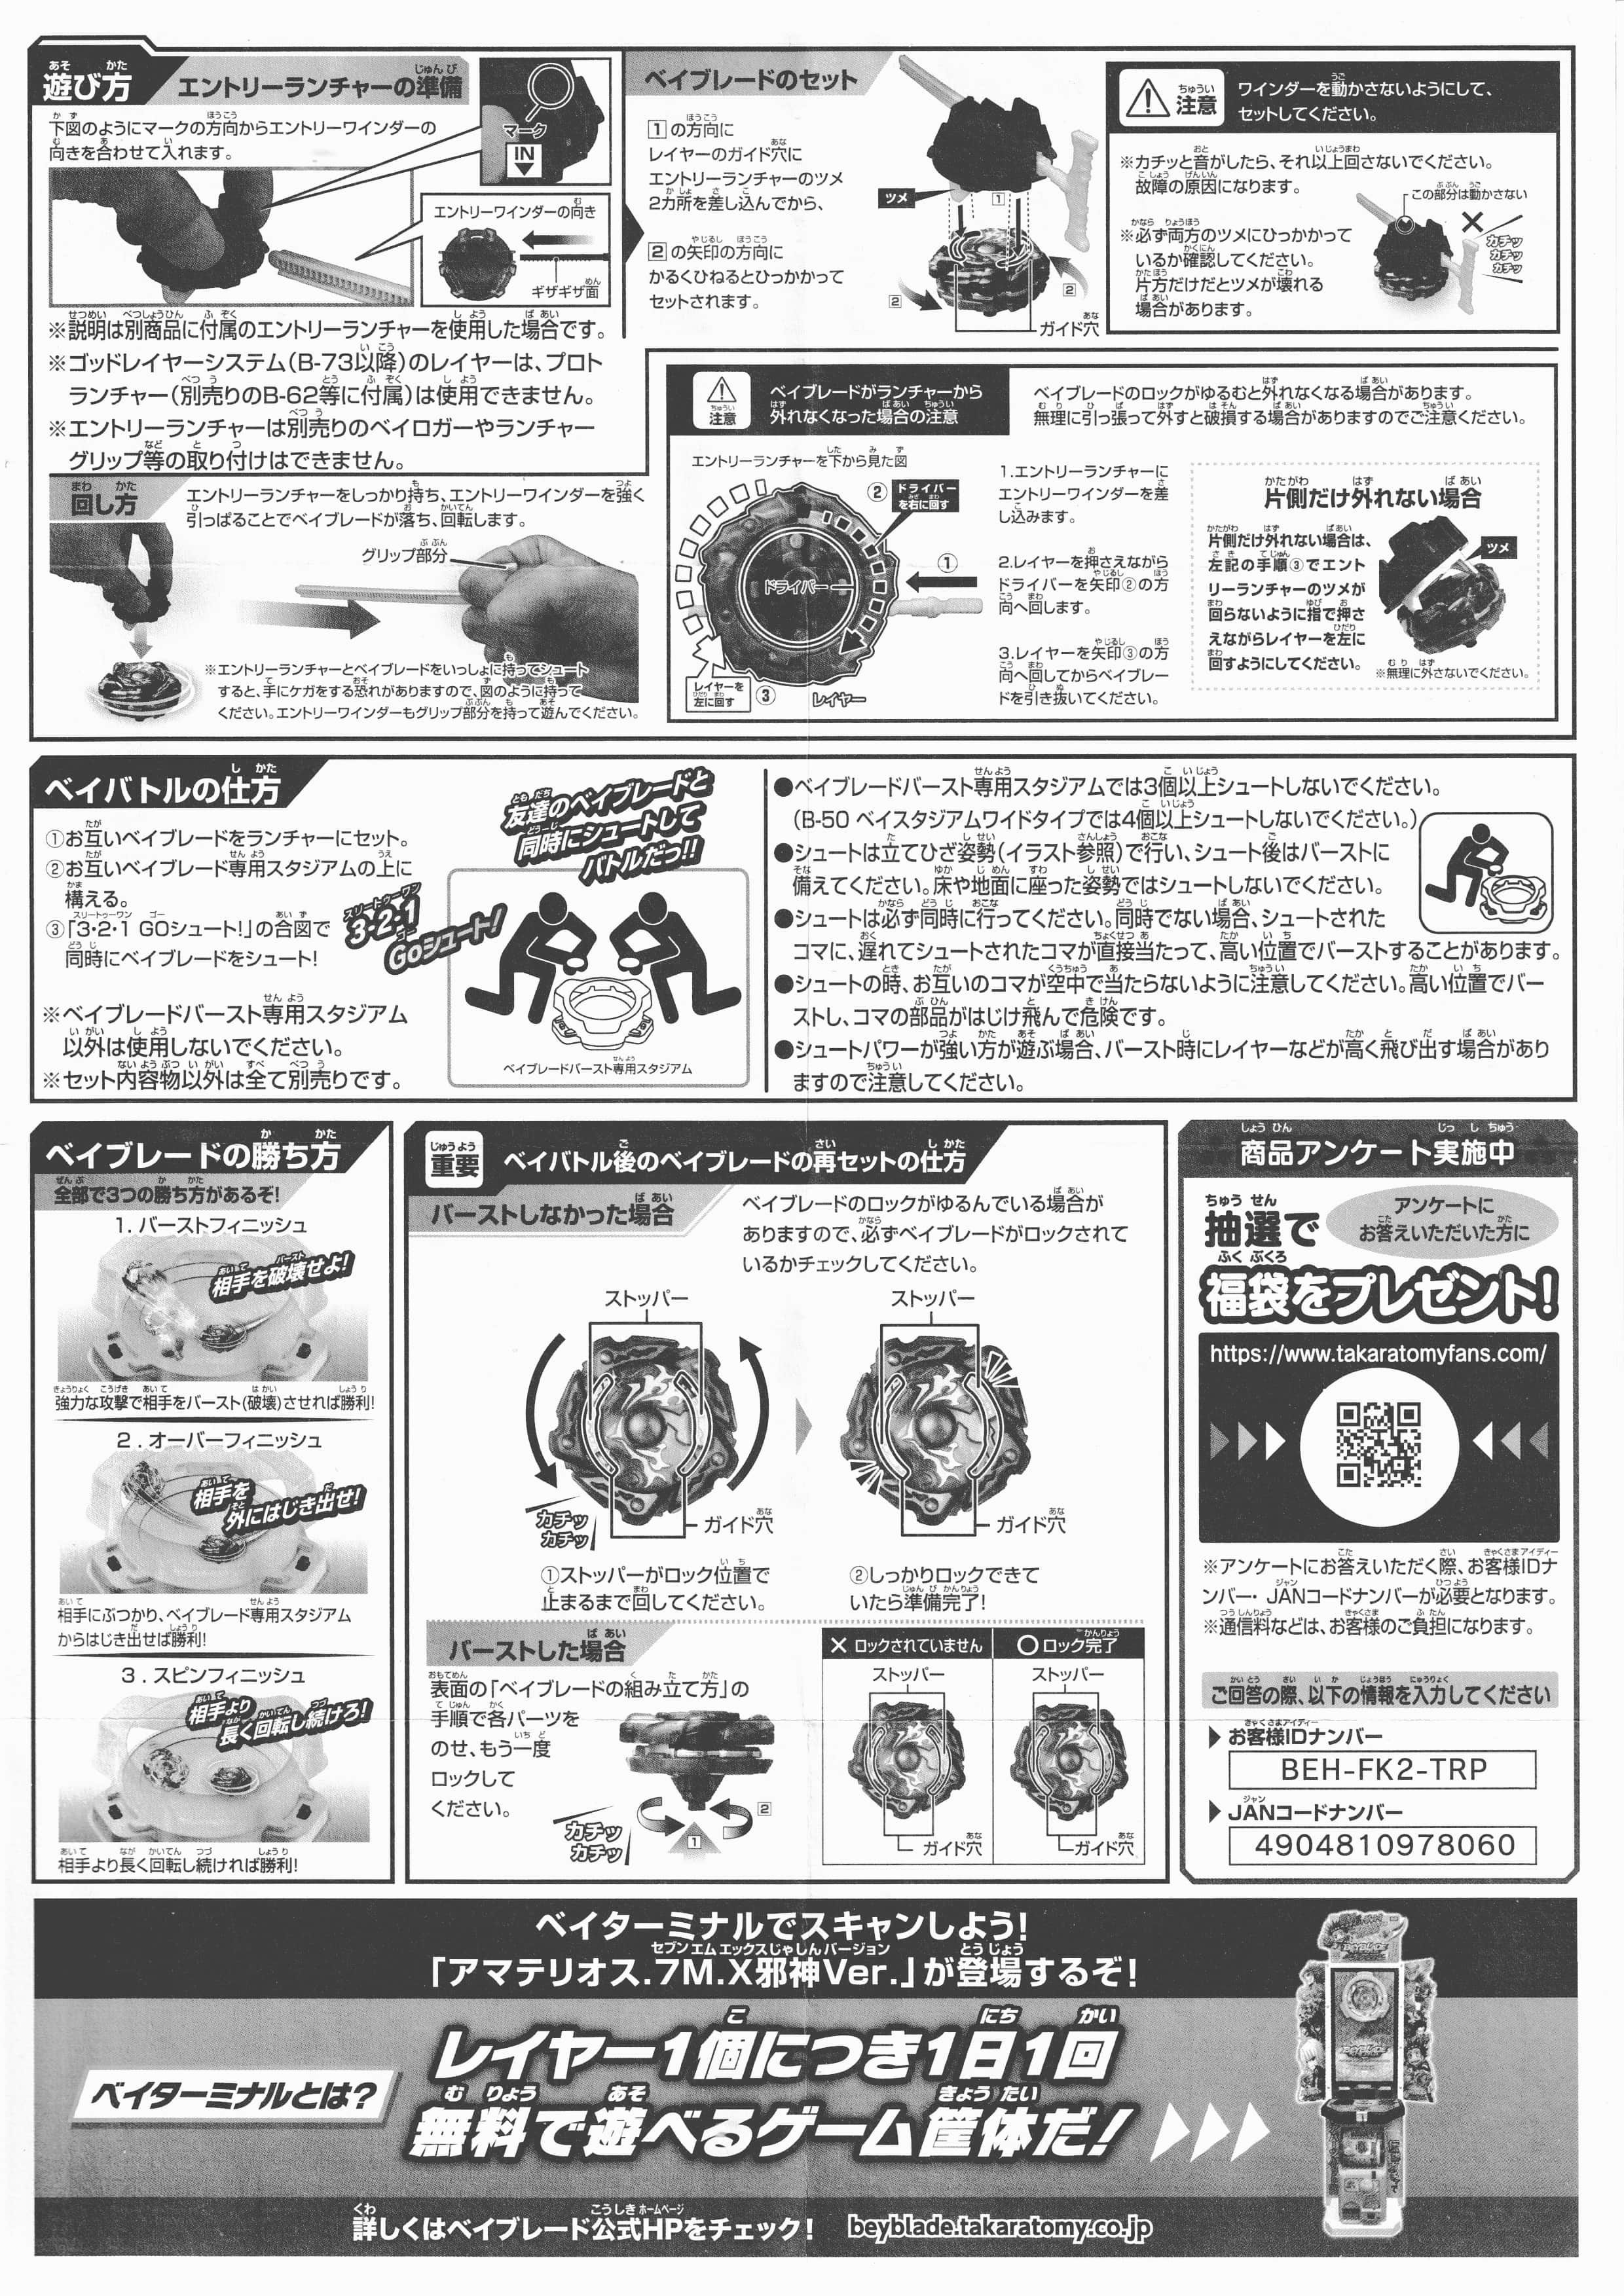 遊び方
エントリーランチャーの準備
下図のようにマークの方向からエントリーワインダーの
向きを合わせて入れます。
マーク
IN
エントリーワインダーの向き
ギザギザ面
※説明は別商品に付属のエントリーランチャーを使用した場合です。
※ゴッドレイヤーシステム(B-73以降)のレイヤーは、プロト
ランチャー(別売りのB-62等に付属)は使用できません。
※エントリーランチャーは別売りのベイロガーやランチャー
グリップ等の取り付けはできません。
ベイブレードのセット
1の方向に
レイヤーのガイド穴に
エントリーランチャーのツメ
2カ所を差し込んでから、
2の矢印の方向に
かるくひねるとひっかかって
セットされます。
ツメ
1
2
2
ガイド穴
注意
ワインダーを動かさないようにして、
セットしてください。
※カチッと音がしたら、それ以上回さないでください。
故障の原因になります。
※必ず両方のツメにひっかかって
いるか確認してください。
片方だけだとツメが壊れる
場合があります。
この部分は動かさない
カチッ
カチッ
カチッ
回し方
エントリーランチャーをしっかり持ち、エントリーワインダーを強く
引っぱることでベイブレードが落ち、回転します。
グリップ部分
※エントリーランチャーとベイブレードをいっしょに持ってシュート
すると、手にケガをする恐れがありますので、図のように持って
ください。エントリーワインダーもグリップ部分を持って遊んでください。
注意
ベイブレードがランチャーから
外れなくなった場合の注意
ベイブレードのロックがゆるむと外れなくなる場合があります。
無理に引っ張って外すと破損する場合がありますのでご注意ください。
エントリーランチャーを下から見た図
②
ドライバー
を右に回す
①
ドライバー
レイヤーを
左に回す
③
レイヤー
1.エントリーランチャーに
エントリーワインダーを差
し込みます。
2.レイヤーを押さえながら
ドライバーを矢印②の方
向へ回します。
3.レイヤーを矢印③の方
向へ回してからベイブレー
ドを引き抜いてください。
片側だけ外れない場合
片側だけ外れない場合は、
左記の手順③でエント
リーランチャーのツメが
回らないように指で押さ
えながらレイヤーを左に
回すようにしてください。
ツメ
※無理に外さないでください。
ベイバトルの仕方
①お互いベイブレードをランチャーにセット。
②お互いベイブレード専用スタジアムの上に
構える。
③「3・2・1 GOシュート!」の合図で
同時にベイブレードをシュート!
※ベイブレードバースト専用スタジアム
以外は使用しないでください。
※セット内容物以外は全て別売りです。
友達のベイブレードと
同時にシュートして
バトルだっ!!
3・2・1
GOシュート!
ベイブレードバースト専用スタジアム
●ベイブレードバースト専用スタジアムでは3個以上シュートしないでください。
(B-50 ベイスタジアムワイドタイプでは4個以上シュートしないでください。)
●シュートは立てひざ姿勢(イラスト参照)で行い、シュート後はバーストに
備えてください。床や地面に座った姿勢ではシュートしないでください。
●シュートは必ず同時に行ってください。同時でない場合、シュートされた
コマに、遅れてシュートされたコマが直接当たって、高い位置でバーストすることがあります。
●シュートの時、お互いのコマが空中で当たらないように注意してください。高い位置でバー
ストし、コマの部品がはじけ飛んで危険です。
●シュートパワーが強い方が遊ぶ場合、バースト時にレイヤーなどが高く飛び出す場合があり
ますので注意してください。
ベイブレードの勝ち方
全部で3つの勝ち方があるぞ!
1.バーストフィニッシュ
相手を破壊せよ!
強力な攻撃で相手をバースト(破壊)させれば勝利!
2.オーバーフィニッシュ
相手を
外にはじき出せ!
相手にぶつかり、ベイブレード専用スタジアム
からはじき出せば勝利!
3.スピンフィニッシュ
相手より
長く回転し続けろ!
相手より長く回転し続ければ勝利!
重要
ベイバトル後のベイブレードの再セットの仕方
バーストしなかった場合
ベイブレードのロックがゆるんでいる場合が
ありますので、必ずベイブレードがロックされて
いるかチェックしてください。
ストッパー
ストッパー
カチッ
カチッ
ガイド穴
ガイド穴
①ストッパーがロック位置で
止まるまで回してください。
②しっかりロックできて
いたら準備完了!
バーストした場合
表面の「ベイブレードの組み立て方」の
手順で各パーツを
のせ、もう一度
ロックして
ください。
カチッ
カチッ
1
2
×ロックされていません
○ロック完了
ストッパー
ストッパー
ガイド穴
ガイド穴
商品アンケート実施中
抽選で
アンケートに
お答えいただいた方に
福袋をプレゼント!
https://www.takaratomyfans.com/
※アンケートにお答えいただく際、お客様IDナ
ンバー・JANコードナンバーが必要となります。
※通信料などは、お客様のご負担になります。
ご回答の際、以下の情報を入力してください
お客様IDナンバー
BEH-FK2-TRP
JANコードナンバー
4904810978060
ベイターミナルでスキャンしよう!
「アマテリオス.7M.X邪神Ver.」が登場するぞ!
ベイターミナルとは?
レイヤー1個につき1日1回
無料で遊べるゲーム筐体だ!
詳しくはベイブレード公式HPをチェック! beyblade.takaratomy.co.jp
BEYBLADE
BEYBLADE